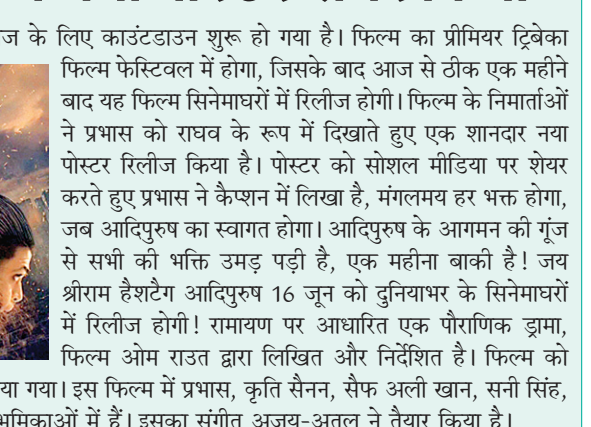 ज के लिए काउंटडाउन शुरू हो गया है। फिल्म का प्रीमियर ट्रिबेका
फिल्म फेस्टिवल में होगा, जिसके बाद आज से ठीक एक महीने
बाद यह फिल्म सिनेमाघरों में रिलीज होगी। फिल्म के निमार्ताओं
ने प्रभास को राघव के रूप में दिखाते हुए एक शानदार नया
पोस्टर रिलीज किया है। पोस्टर को सोशल मीडिया पर शेयर
करते हुए प्रभास ने कैप्शन में लिखा है, मंगलमय हर भक्त होगा,
जब आदिपुरुष का स्वागत होगा। आदिपुरुष के आगमन की गूंज
से सभी की भक्ति उमड़ पड़ी है, एक महीना बाकी है! जय
श्रीराम हैशटैग आदिपुरुष 16 जून को दुनियाभर के सिनेमाघरों
में रिलीज होगी! रामायण पर आधारित एक पौराणिक ड्रामा,
फिल्म ओम राउत द्वारा लिखित और निर्देशित है। फिल्म को
या गया। इस फिल्म में प्रभास, कृति सैनन, सैफ अली खान, सनी सिंह,
भूमिकाओं में हैं। इसका संगीत अजय-अतुल ने तैयार किया है।